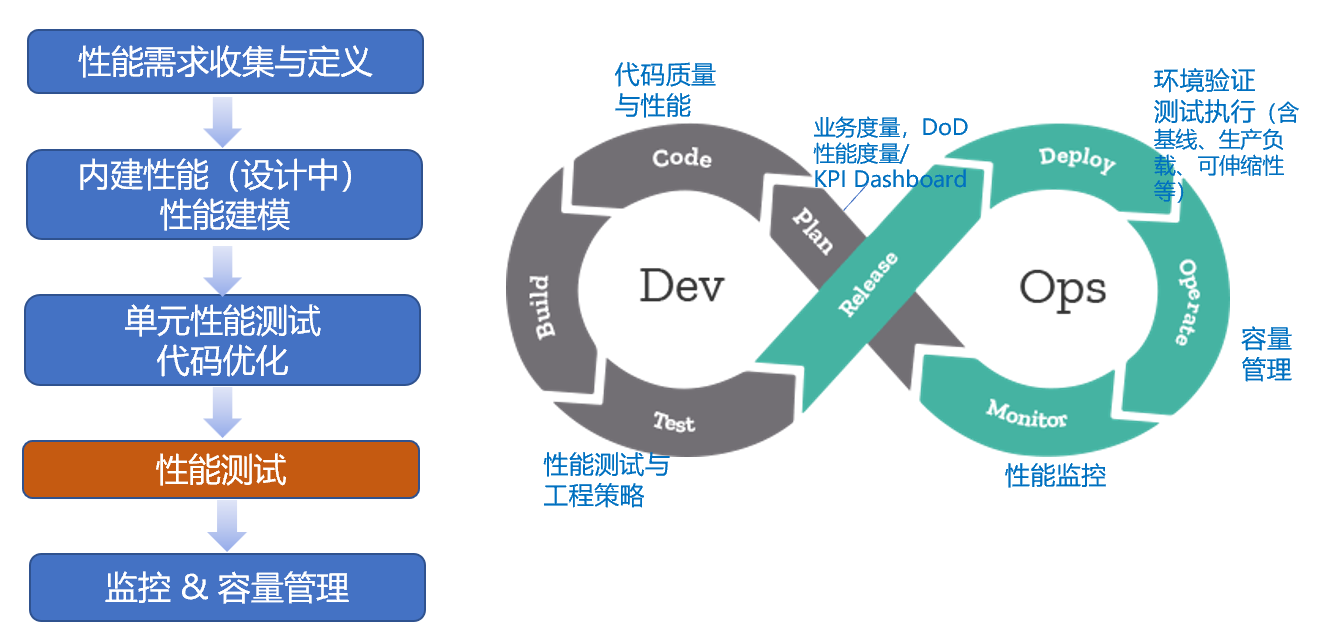 性能需求收集与定义
内建性能（设计中）
性能建模
单元性能测试
代码优化
性能测试
监控 & 容量管理
代码质量
与性能
业务度量，DoD
性能度量/
KPI Dashboard
环境验证
测试执行（含
基线、生产负
载、可伸缩性
等）
Code
Plan
Build
Dev
Test
Release
Deploy
Ops
Operate
Monitor
容量
管理
性能测试与
工程策略
性能监控